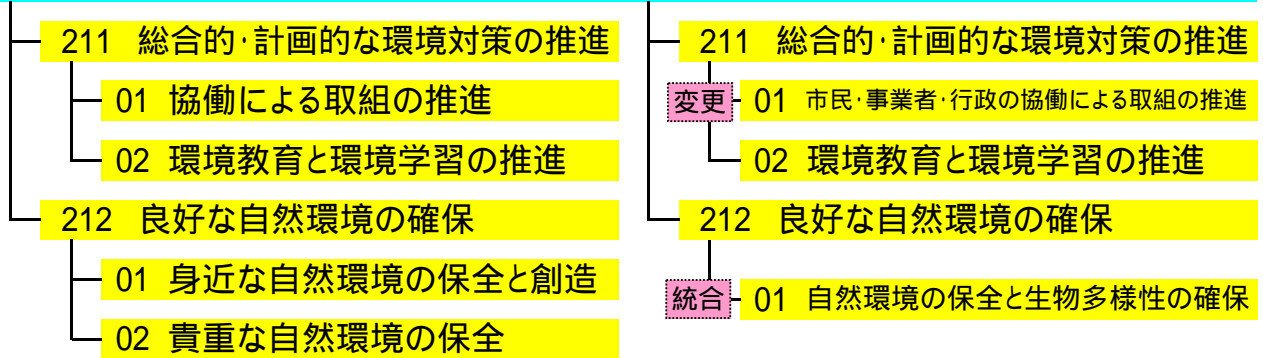 211 総合的・計画的な環境対策の推進
01 協働による取組の推進
02 環境教育と環境学習の推進
212 良好な自然環境の確保
01 身近な自然環境の保全と創造
02 貴重な自然環境の保全
211 総合的・計画的な環境対策の推進
変更 01 市民・事業者・行政の協働による取組の推進
02 環境教育と環境学習の推進
212 良好な自然環境の確保
統合 01 自然環境の保全と生物多様性の確保